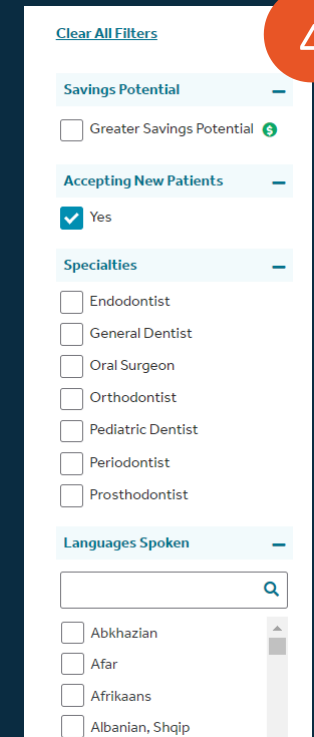 Clear All Filters
4
Savings Potential
Greater Savings Potential $
Accepting New Patients
Yes
Specialties
Endodontist
General Dentist
Oral Surgeon
Orthodontist
Pediatric Dentist
Periodontist
Prosthodontist
Languages Spoken
Abkhazian
Afar
Afrikaans
Albanian, Shqip